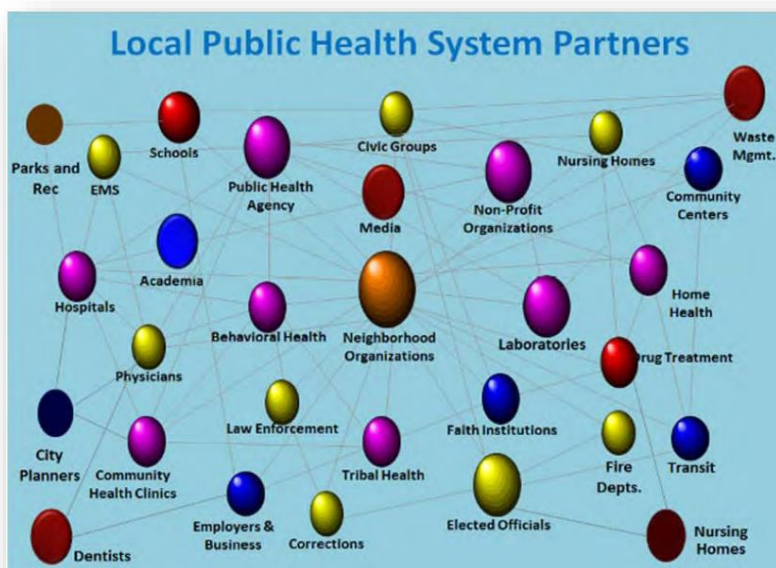 Local Public Health System Partners
Parks and
Rec
EMS
Schools
Public Health
Agency
Civic Groups
Media
Nursing Homes
Waste
Mgmt.
Community
Centers
Non-Profit
Organizations
Academia
Hospitals
Behavioral Health
Neighborhood
Organizations
Laboratories
Home
Health
Physicians
Drug Treatment
City
Planners
Law Enforcement
Faith Institutions
Community
Health Clinics
Tribal Health
Fire
Depts.
Transit
Employers &
Business
Corrections
Elected Officials
Dentists
Nursing
Homes